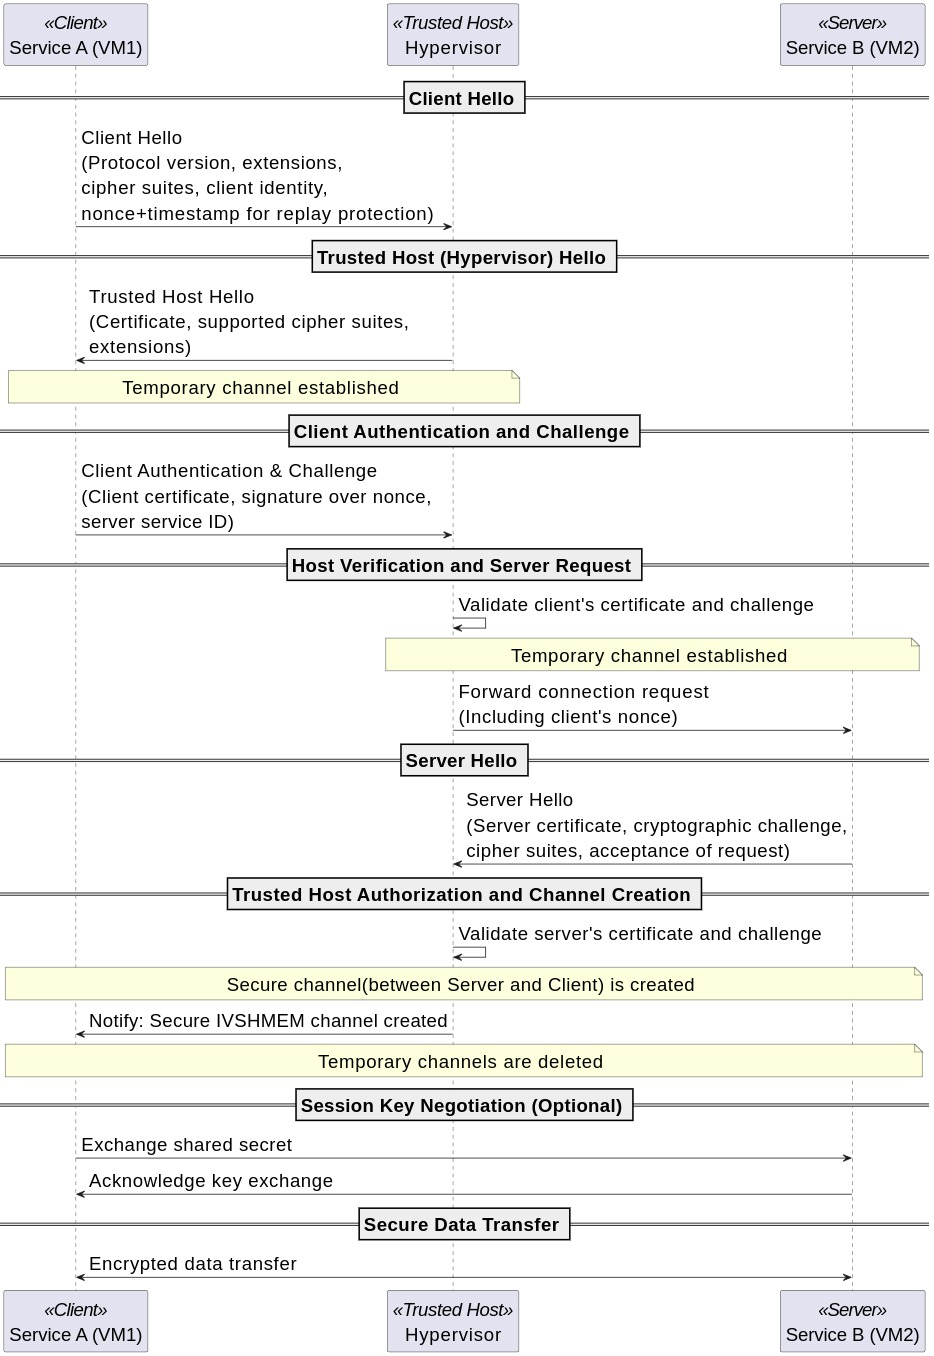 «Client»
Service A (VM1)
«Trusted Host»
Hypervisor
«Server»
Service B (VM2)
Client Hello
Client Hello
(Protocol version, extensions,
cipher suites, client identity,
nonce+timestamp for replay protection)
Trusted Host (Hypervisor) Hello
Trusted Host Hello
(Certificate, supported cipher suites,
extensions)
Temporary channel established
Client Authentication and Challenge
Client Authentication & Challenge
(Client certificate, signature over nonce,
server service ID)
Host Verification and Server Request
Validate client's certificate and challenge
Temporary channel established
Forward connection request
(Including client's nonce)
Server Hello
Server Hello
(Server certificate, cryptographic challenge,
cipher suites, acceptance of request)
Trusted Host Authorization and Channel Creation
Validate server's certificate and challenge
Secure channel(between Server and Client) is created
Notify: Secure IVSHMEM channel created
Temporary channels are deleted
Session Key Negotiation (Optional)
Exchange shared secret
Acknowledge key exchange
Secure Data Transfer
Encrypted data transfer
«Client»
Service A (VM1)
«Trusted Host»
Hypervisor
«Server»
Service B (VM2)